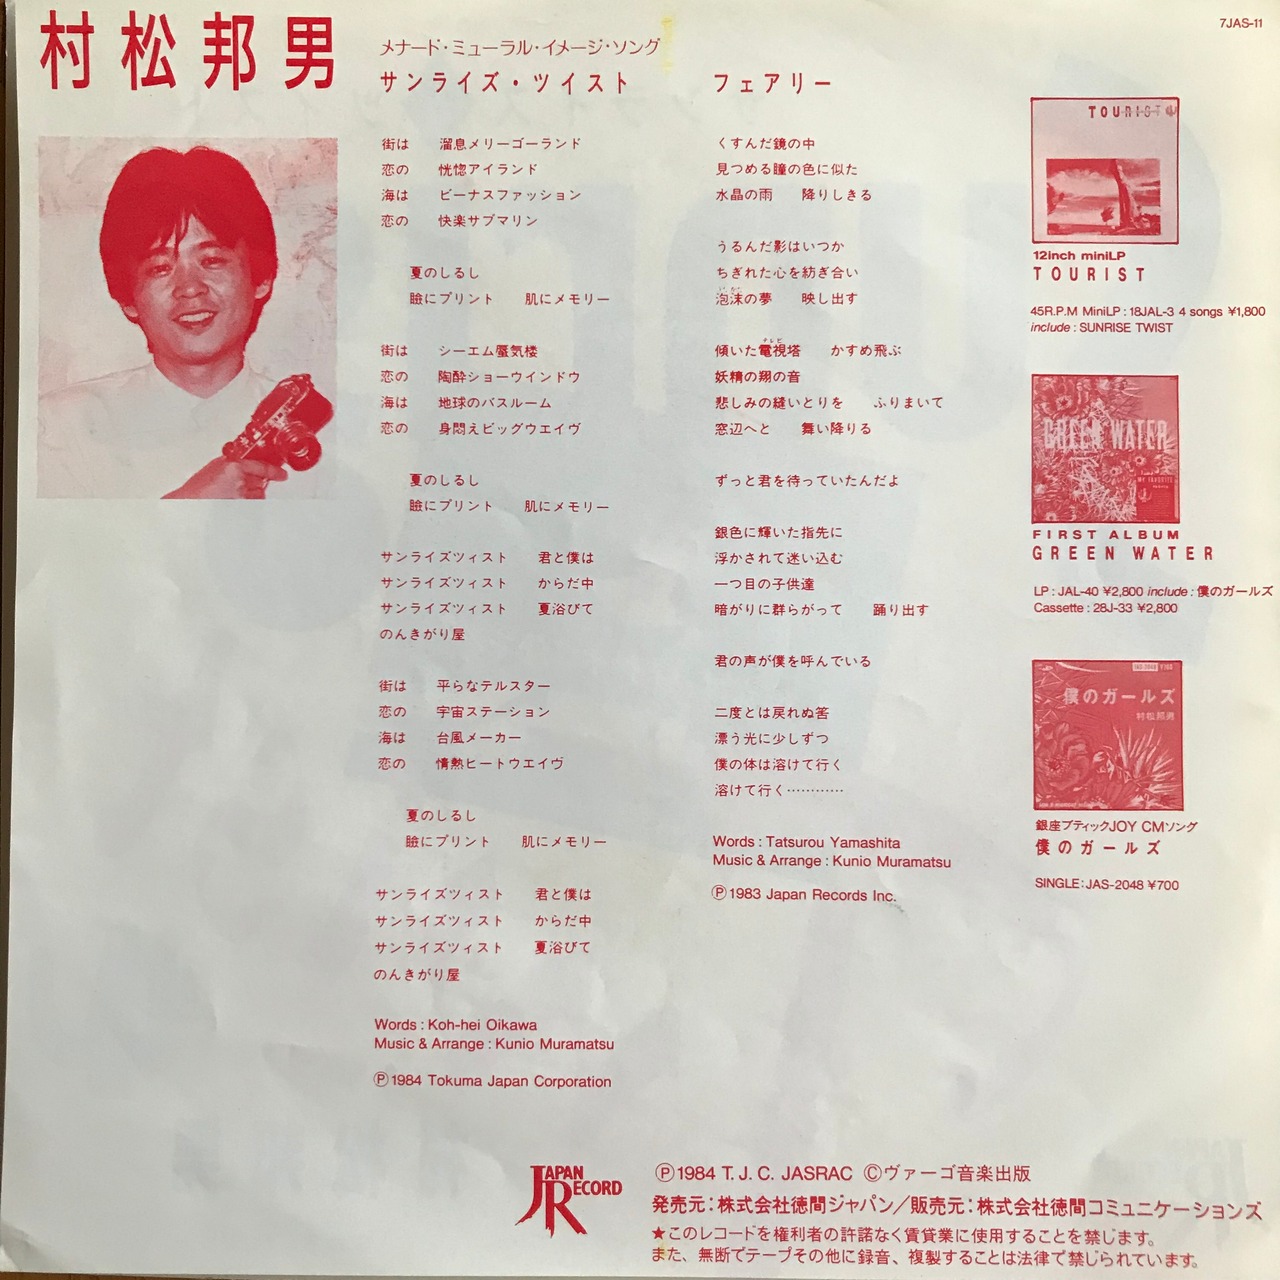 7JAS-11
村松邦男
メナード・ミューラル・イメージ・ソング
サンライズ・ツイスト
街は 溜息メリーゴーランド
恋の 恍惚アイランド
海は ビーナスファッション
恋の 快楽サブマリン
夏のしるし
瞼にプリント 肌にメモリー
街は シーエム蜃気楼
恋の 陶酔ショーウインドウ
海は 地球のバスルーム
恋の 身悶えビッグウエイヴ
夏のしるし
瞼にプリント 肌にメモリー
サンライズツィスト 君と僕は
サンライズツィスト からだ中
サンライズツィスト 夏浴びて
のんきがり屋
街は 平らなテルスター
恋の 宇宙ステーション
海は 台風メーカー
恋の 情熱ヒートウエイヴ
夏のしるし
瞼にプリント 肌にメモリー
サンライズツィスト 君と僕は
サンライズツィスト からだ中
サンライズツィスト 夏浴びて
のんきがり屋
Words : Koh-hei Oikawa
Music & Arrange : Kunio Muramatsu
Ⓟ1984 Tokuma Japan Corporation
フェアリー
くすんだ鏡の中
見つめる瞳の色に似た
水晶の雨 降りしきる
うるんだ影はいつか
ちぎれた心を紡ぎ合い
泡沫の夢 映し出す
傾いた電視塔 かすめ飛ぶ
テレビ
妖精の翔の音
悲しみの縫いとりを ふりまいて
窓辺へと 舞い降りる
ずっと君を待っていたんだよ
銀色に輝いた指先に
浮かされて迷い込む
一つ目の子供達
暗がりに群らがって 踊り出す
君の声が僕を呼んでいる
二度とは戻れぬ筈
漂う光に少しずつ
僕の体は溶けて行く
溶けて行く…………
Words : Tatsurou Yamashita
Music & Arrange : Kunio Muramatsu
Ⓟ1983 Japan Records Inc.
TOURIST
12inch miniLP
TOURIST
45R.P.M MiniLP : 18JAL-3 4 songs ¥1,800
include : SUNRISE TWIST
GREEN WATER
MY FAVORITE
FIRST ALBUM
GREEN WATER
LP : JAL-40 ¥2,800 include : 僕のガールズ
Cassette : 28J-33 ¥2,800
JAS-2048 ¥700
僕のガールズ
村松邦男
銀座ブティックJOY CMソング
僕のガールズ
SINGLE : JAS-2048 ¥700
JAPAN RECORD
Ⓟ1984 T. J. C. JASRAC Ⓒヴァーゴ音楽出版
発売元：株式会社徳間ジャパン／販売元：株式会社徳間コミュニケーションズ
★このレコードを権利者の許諾なく賃貸業に使用することを禁じます。
また、無断でテープその他に録音、複製することは法律で禁じられています。